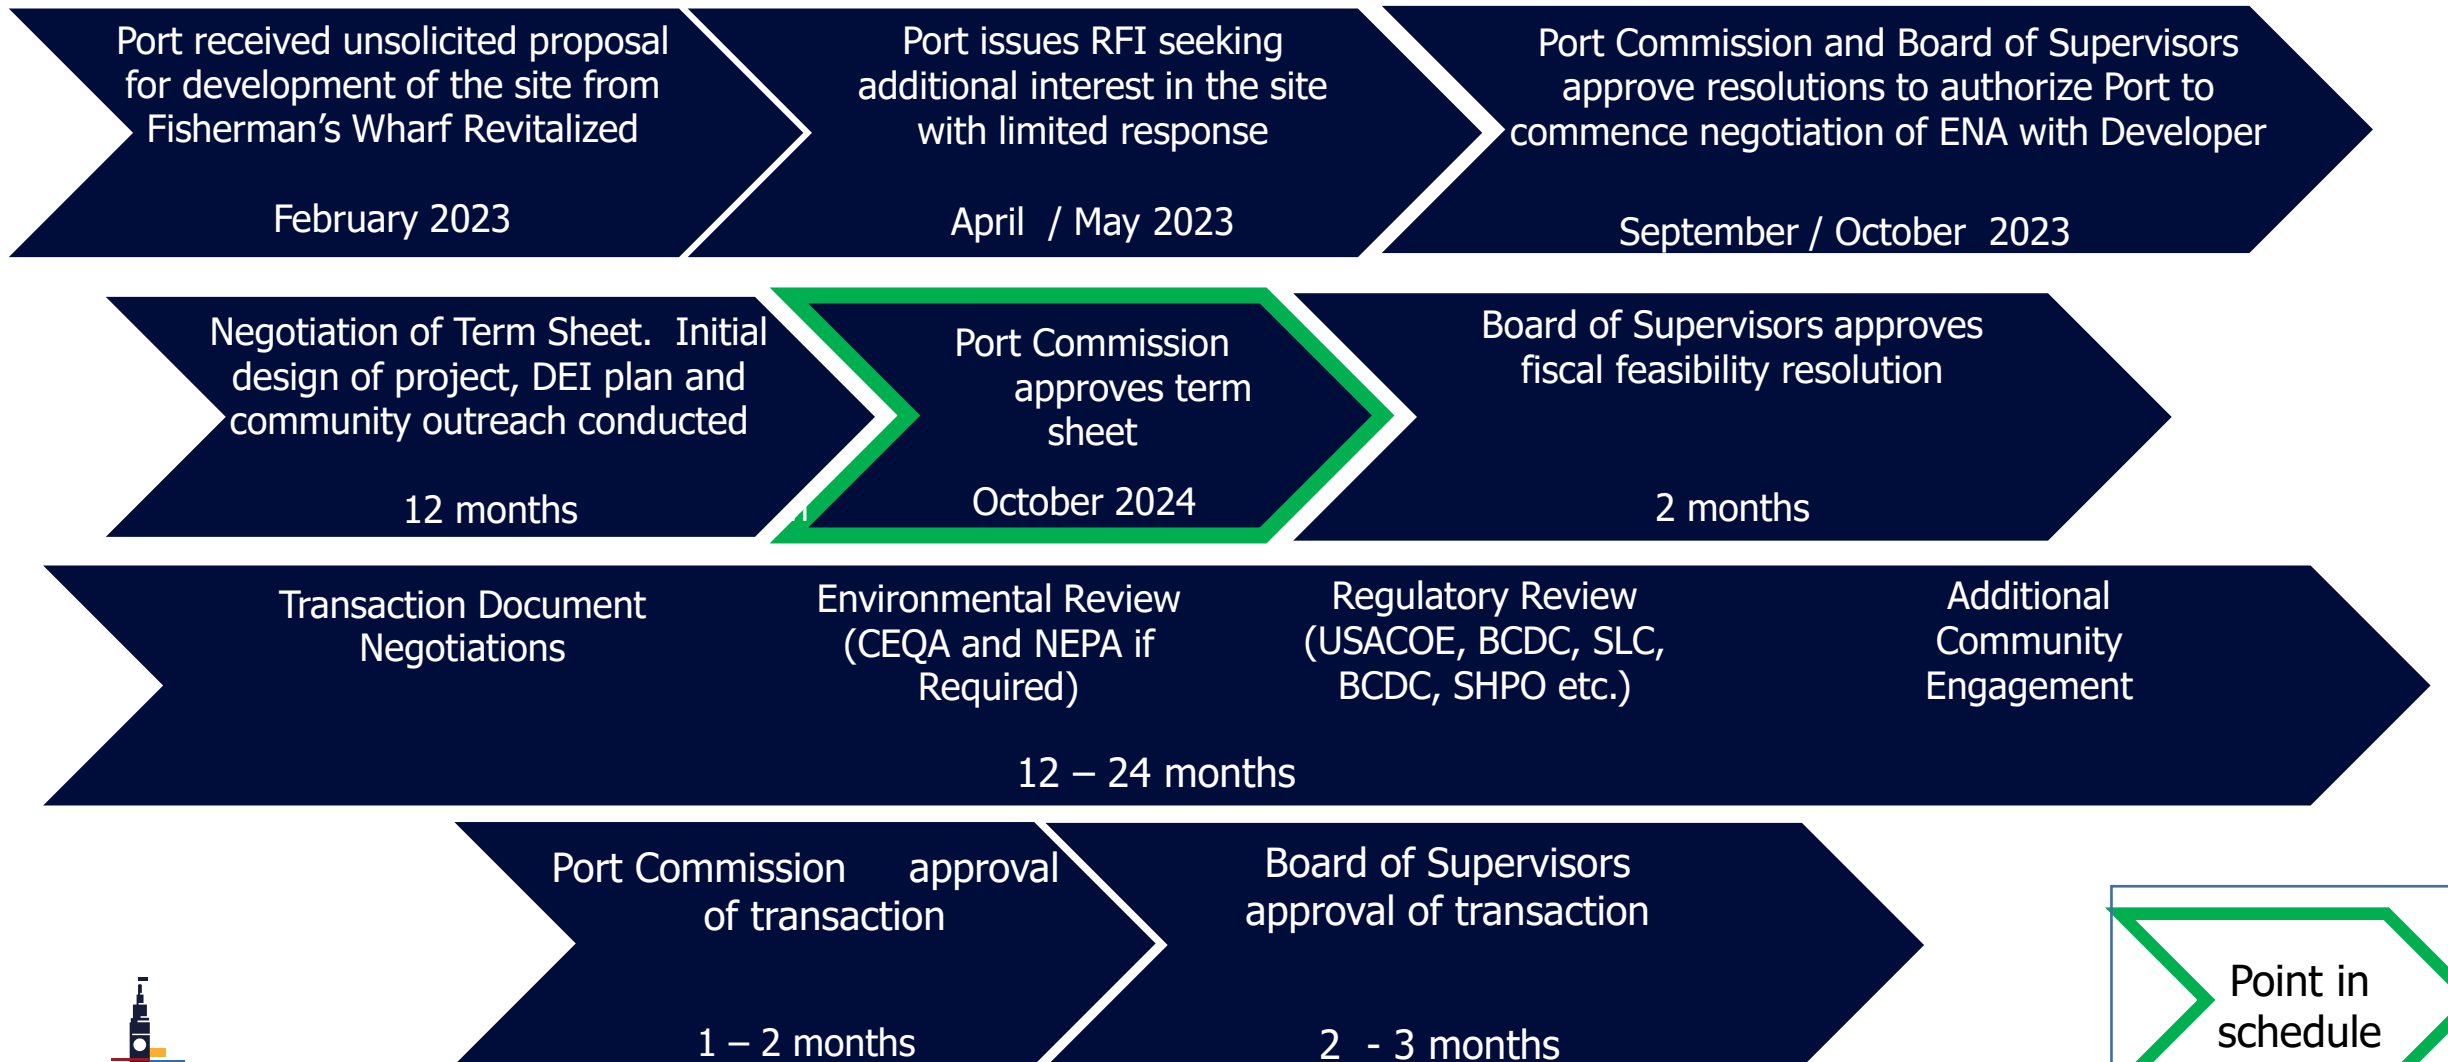 Port received unsolicited proposal
for development of the site from
Fisherman’s Wharf Revitalized
February 2023
Port issues RFI seeking
additional interest in the site
with limited response
April / May 2023
Port Commission and Board of Supervisors
approve resolutions to authorize Port to
commence negotiation of ENA with Developer
September / October 2023
Negotiation of Term Sheet. Initial
design of project, DEI plan and
community outreach conducted
12 months
Port Commission
approves term
sheet
October 2024
Board of Supervisors approves
fiscal feasibility resolution
2 months
Transaction Document
Negotiations
Environmental Review
(CEQA and NEPA if
Required)
Regulatory Review
(USACOE, BCDC, SLC,
BCDC, SHPO etc.)
Additional
Community
Engagement
12 – 24 months
Port Commission approval
of transaction
1 – 2 months
Board of Supervisors
approval of transaction
2 - 3 months
Point in
schedule